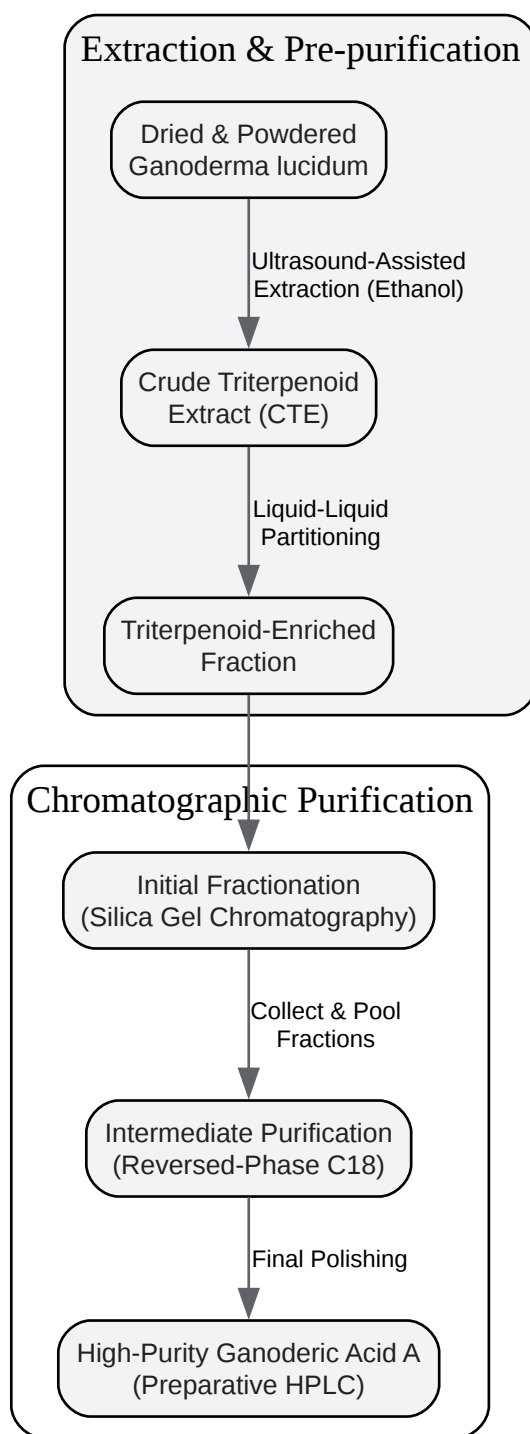 Extraction & Pre-purification
Dried & Powdered
Ganoderma lucidum
Ultrasound-Assisted
Extraction (Ethanol)
Crude Triterpenoid
Extract (CTE)
Liquid-Liquid
Partitioning
Triterpenoid-Enriched
Fraction
Chromatographic Purification
Initial Fractionation
(Silica Gel Chromatography)
Collect & Pool
Fractions
Intermediate Purification
(Reversed-Phase C18)
Final Polishing
High-Purity Ganoderic Acid A
(Preparative HPLC)